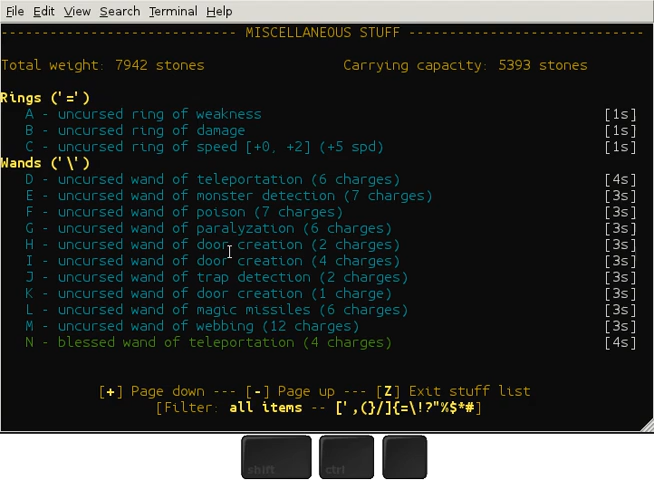 File Edit View Search Terminal Help
---------------------------- MISCELLANEOUS STUFF ----------------------------
Total weight: 7942 stones Carrying capacity: 5393 stones
Rings ('=')
A - uncursed ring of weakness [1s]
B - uncursed ring of damage [1s]
C - uncursed ring of speed [+0, +2] (+5 spd) [1s]
Wands ('\')
D - uncursed wand of teleportation (6 charges) [4s]
E - uncursed wand of monster detection (7 charges) [3s]
F - uncursed wand of poison (7 charges) [3s]
G - uncursed wand of paralyzation (6 charges) [3s]
H - uncursed wand of door creation (2 charges) [3s]
I - uncursed wand of door creation (4 charges) [3s]
J - uncursed wand of trap detection (2 charges) [3s]
K - uncursed wand of door creation (1 charge) [3s]
L - uncursed wand of magic missiles (6 charges) [3s]
M - uncursed wand of webbing (12 charges) [3s]
N - blessed wand of teleportation (4 charges) [4s]
[+] Page down --- [-] Page up --- [Z] Exit stuff list
[Filter: all items -- [',(}/]{=\!?"%$*#]
shift ctrl